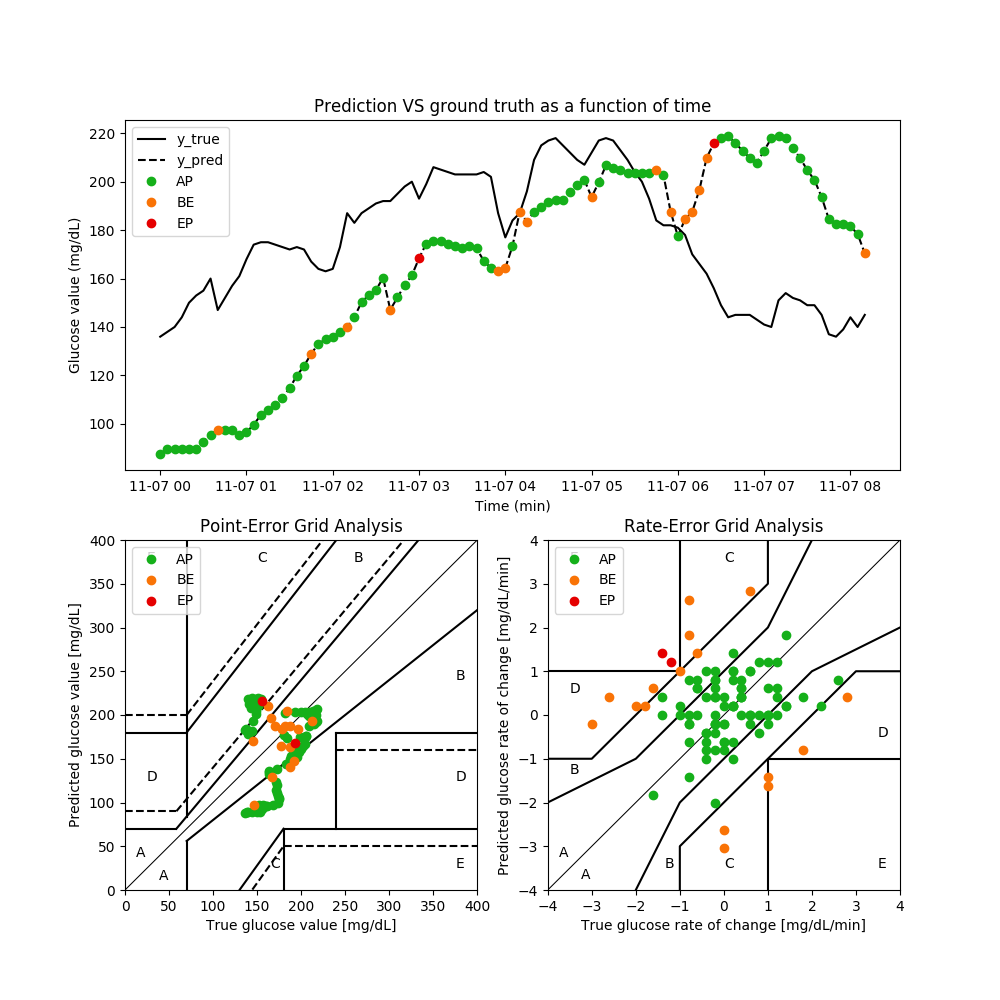 Prediction VS ground truth as a function of time
Glucose value (mg/dL)
220
200
180
160
140
120
100
y_true
y_pred
AP
BE
EP
11-07 00 11-07 01 11-07 02 11-07 03 11-07 04 11-07 05 11-07 06 11-07 07 11-07 08
Time (min)
Point-Error Grid Analysis
Predicted glucose value [mg/dL]
400
350
300
250
200
150
100
50
0
AP
BE
EP
C
B
B
D
D
A
A
C
E
0 50 100 150 200 250 300 350 400
True glucose value [mg/dL]
Rate-Error Grid Analysis
Predicted glucose rate of change [mg/dL/min]
4
3
2
1
0
−1
−2
−3
−4
AP
BE
EP
C
D
D
B
A
A
B
C
E
−4 −3 −2 −1 0 1 2 3 4
True glucose rate of change [mg/dL/min]